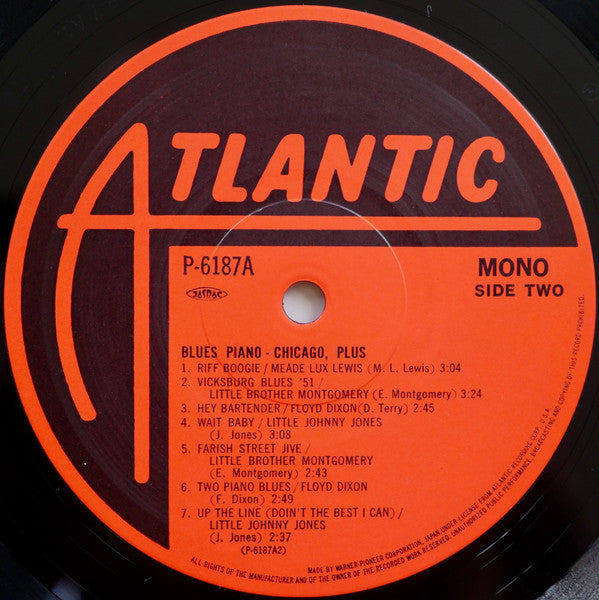 ATLANTIC
P-6187A
MONO
JASRAC
SIDE TWO
BLUES PIANO - CHICAGO, PLUS
1. RIFF BOOGIE / MEADE LUX LEWIS (M. L. Lewis) 3:04
2. VICKSBURG BLUES '51 /
LITTLE BROTHER MONTGOMERY (E. Montgomery) 3:24
3. HEY BARTENDER / FLOYD DIXON (D. Terry) 2:45
4. WAIT BABY / LITTLE JOHNNY JONES
(J. Jones) 3:08
5. FARISH STREET JIVE /
LITTLE BROTHER MONTGOMERY
(E. Montgomery) 2:43
6. TWO PIANO BLUES / FLOYD DIXON
(F. Dixon) 2:49
7. UP THE LINE (DOIN'T THE BEST I CAN) /
LITTLE JOHNNY JONES
(J. Jones) 2:37
(P-6187A2)
MADE BY WARNER-PIONEER CORPORATION, JAPAN, UNDER LICENSE FROM ATLANTIC RECORDING CORP., U.S.A.
ALL RIGHTS OF THE MANUFACTURER AND OF THE OWNER OF THE RECORDED WORK RESERVED. UNAUTHORIZED PUBLIC PERFORMANCE, BROADCASTING AND COPYING OF THIS RECORD PROHIBITED.